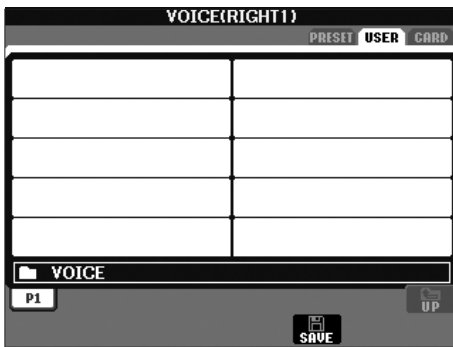 VOICE(RIGHT1)
PRESET USER CARD
VOICE
P1
UP
SAVE